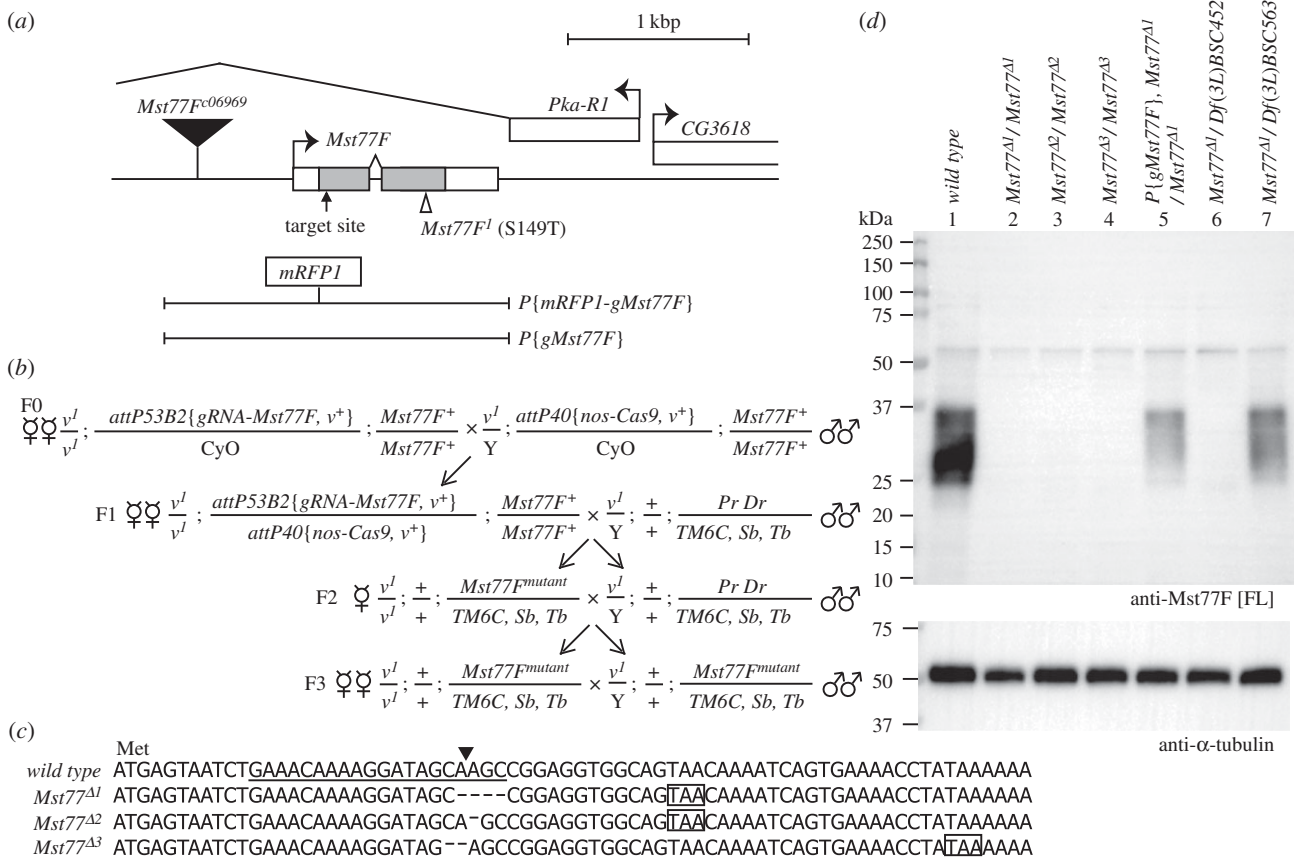 (a)
1 kbp
Mst77F^c06969
Pka-R1
CG3618
Mst77F
target site
Mst77F^1 (S149T)
mRFP1
P{mRFP1-gMst77F}
P{gMst77F}
(b)
F0
⚥⚥ v^1/v^1 ; attP53B2{gRNA-Mst77F, v^+}/CyO ; Mst77F^+/Mst77F^+ × v^1/Y ; attP40{nos-Cas9, v^+}/CyO ; Mst77F^+/Mst77F^+ ♂♂
F1 ⚥⚥ v^1/v^1 ; attP53B2{gRNA-Mst77F, v^+}/attP40{nos-Cas9, v^+} ; Mst77F^+/Mst77F^+ × v^1/Y ; +/+ ; Pr Dr/TM6C, Sb, Tb ♂♂
F2 ⚥ v^1/v^1 ; +/+ ; Mst77F^mutant/TM6C, Sb, Tb × v^1/Y ; +/+ ; Pr Dr/TM6C, Sb, Tb ♂♂
F3 ⚥⚥ v^1/v^1 ; +/+ ; Mst77F^mutant/TM6C, Sb, Tb × v^1/Y ; +/+ ; Mst77F^mutant/TM6C, Sb, Tb ♂♂
(c)
Met
wild type ATGAGTAATCTGAAACAAAAGGATAGCAAGCCGGAGGTGGCAGTAACAAAATCAGTGAAAACCTATAAAAAA
Mst77^Δ1 ATGAGTAATCTGAAACAAAAGGATAGC----CGGAGGTGGCAGTAACAAAATCAGTGAAAACCTATAAAAAA
Mst77^Δ2 ATGAGTAATCTGAAACAAAAGGATAGCA-GCCGGAGGTGGCAGTAACAAAATCAGTGAAAACCTATAAAAAA
Mst77^Δ3 ATGAGTAATCTGAAACAAAAGGATAG--AGCCGGAGGTGGCAGTAACAAAATCAGTGAAAACCTATAAAAAA
(d)
wild type
Mst77^Δ1/ Mst77^Δ1
Mst77^Δ2/ Mst77^Δ2
Mst77^Δ3/ Mst77^Δ3
P{gMst77F}, Mst77^Δ1
/ Mst77^Δ1
Mst77^Δ1/ Df(3L)BSC452
Mst77^Δ1/ Df(3L)BSC563
kDa 1 2 3 4 5 6 7
250
150
100
75
50
37
25
20
15
10
anti-Mst77F [FL]
75
50
37
anti-α-tubulin